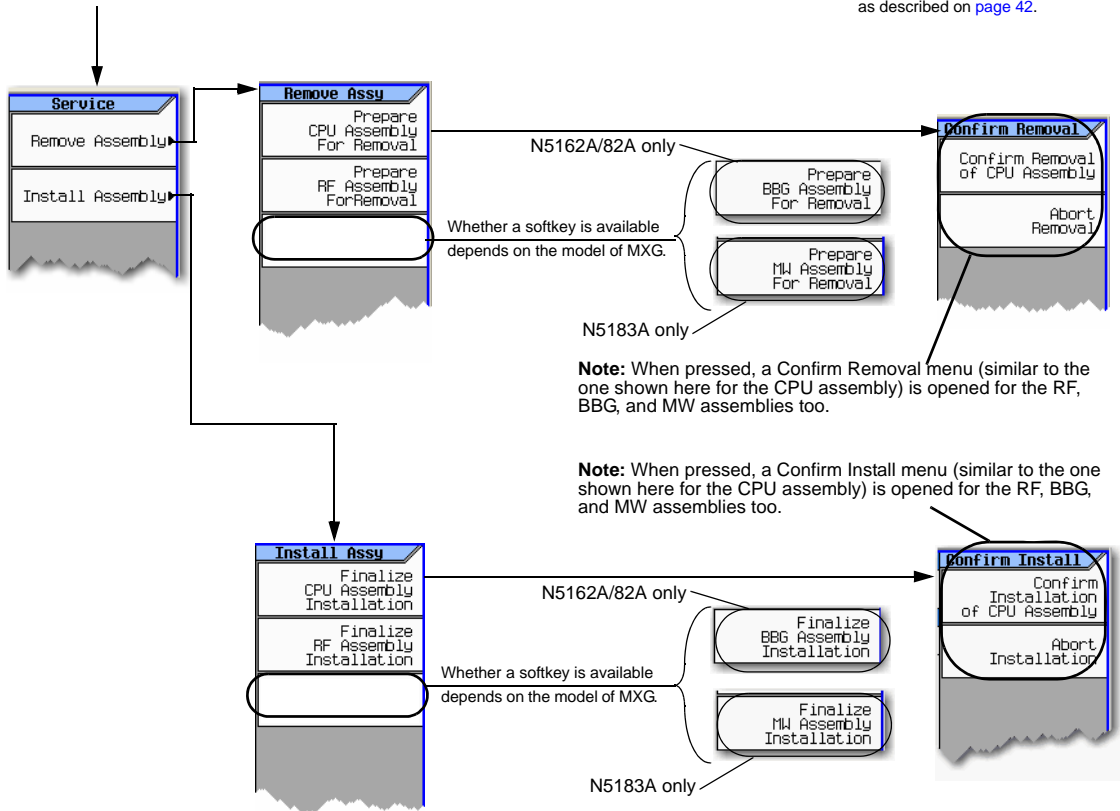 as described on page 42.
Service
Remove Assembly
Install Assembly
Remove Assy
Prepare
CPU Assembly
For Removal
Prepare
RF Assembly
ForRemoval
Whether a softkey is available
depends on the model of MXG.
N5162A/82A only
Prepare
BBG Assembly
For Removal
Prepare
MW Assembly
For Removal
N5183A only
Confirm Removal
Confirm Removal
of CPU Assembly
Abort
Removal
Note: When pressed, a Confirm Removal menu (similar to the
one shown here for the CPU assembly) is opened for the RF,
BBG, and MW assemblies too.
Note: When pressed, a Confirm Install menu (similar to the one
shown here for the CPU assembly) is opened for the RF, BBG,
and MW assemblies too.
Install Assy
Finalize
CPU Assembly
Installation
Finalize
RF Assembly
Installation
Whether a softkey is available
depends on the model of MXG.
N5162A/82A only
Finalize
BBG Assembly
Installation
Finalize
MW Assembly
Installation
N5183A only
Confirm Install
Confirm
Installation
of CPU Assembly
Abort
Installation